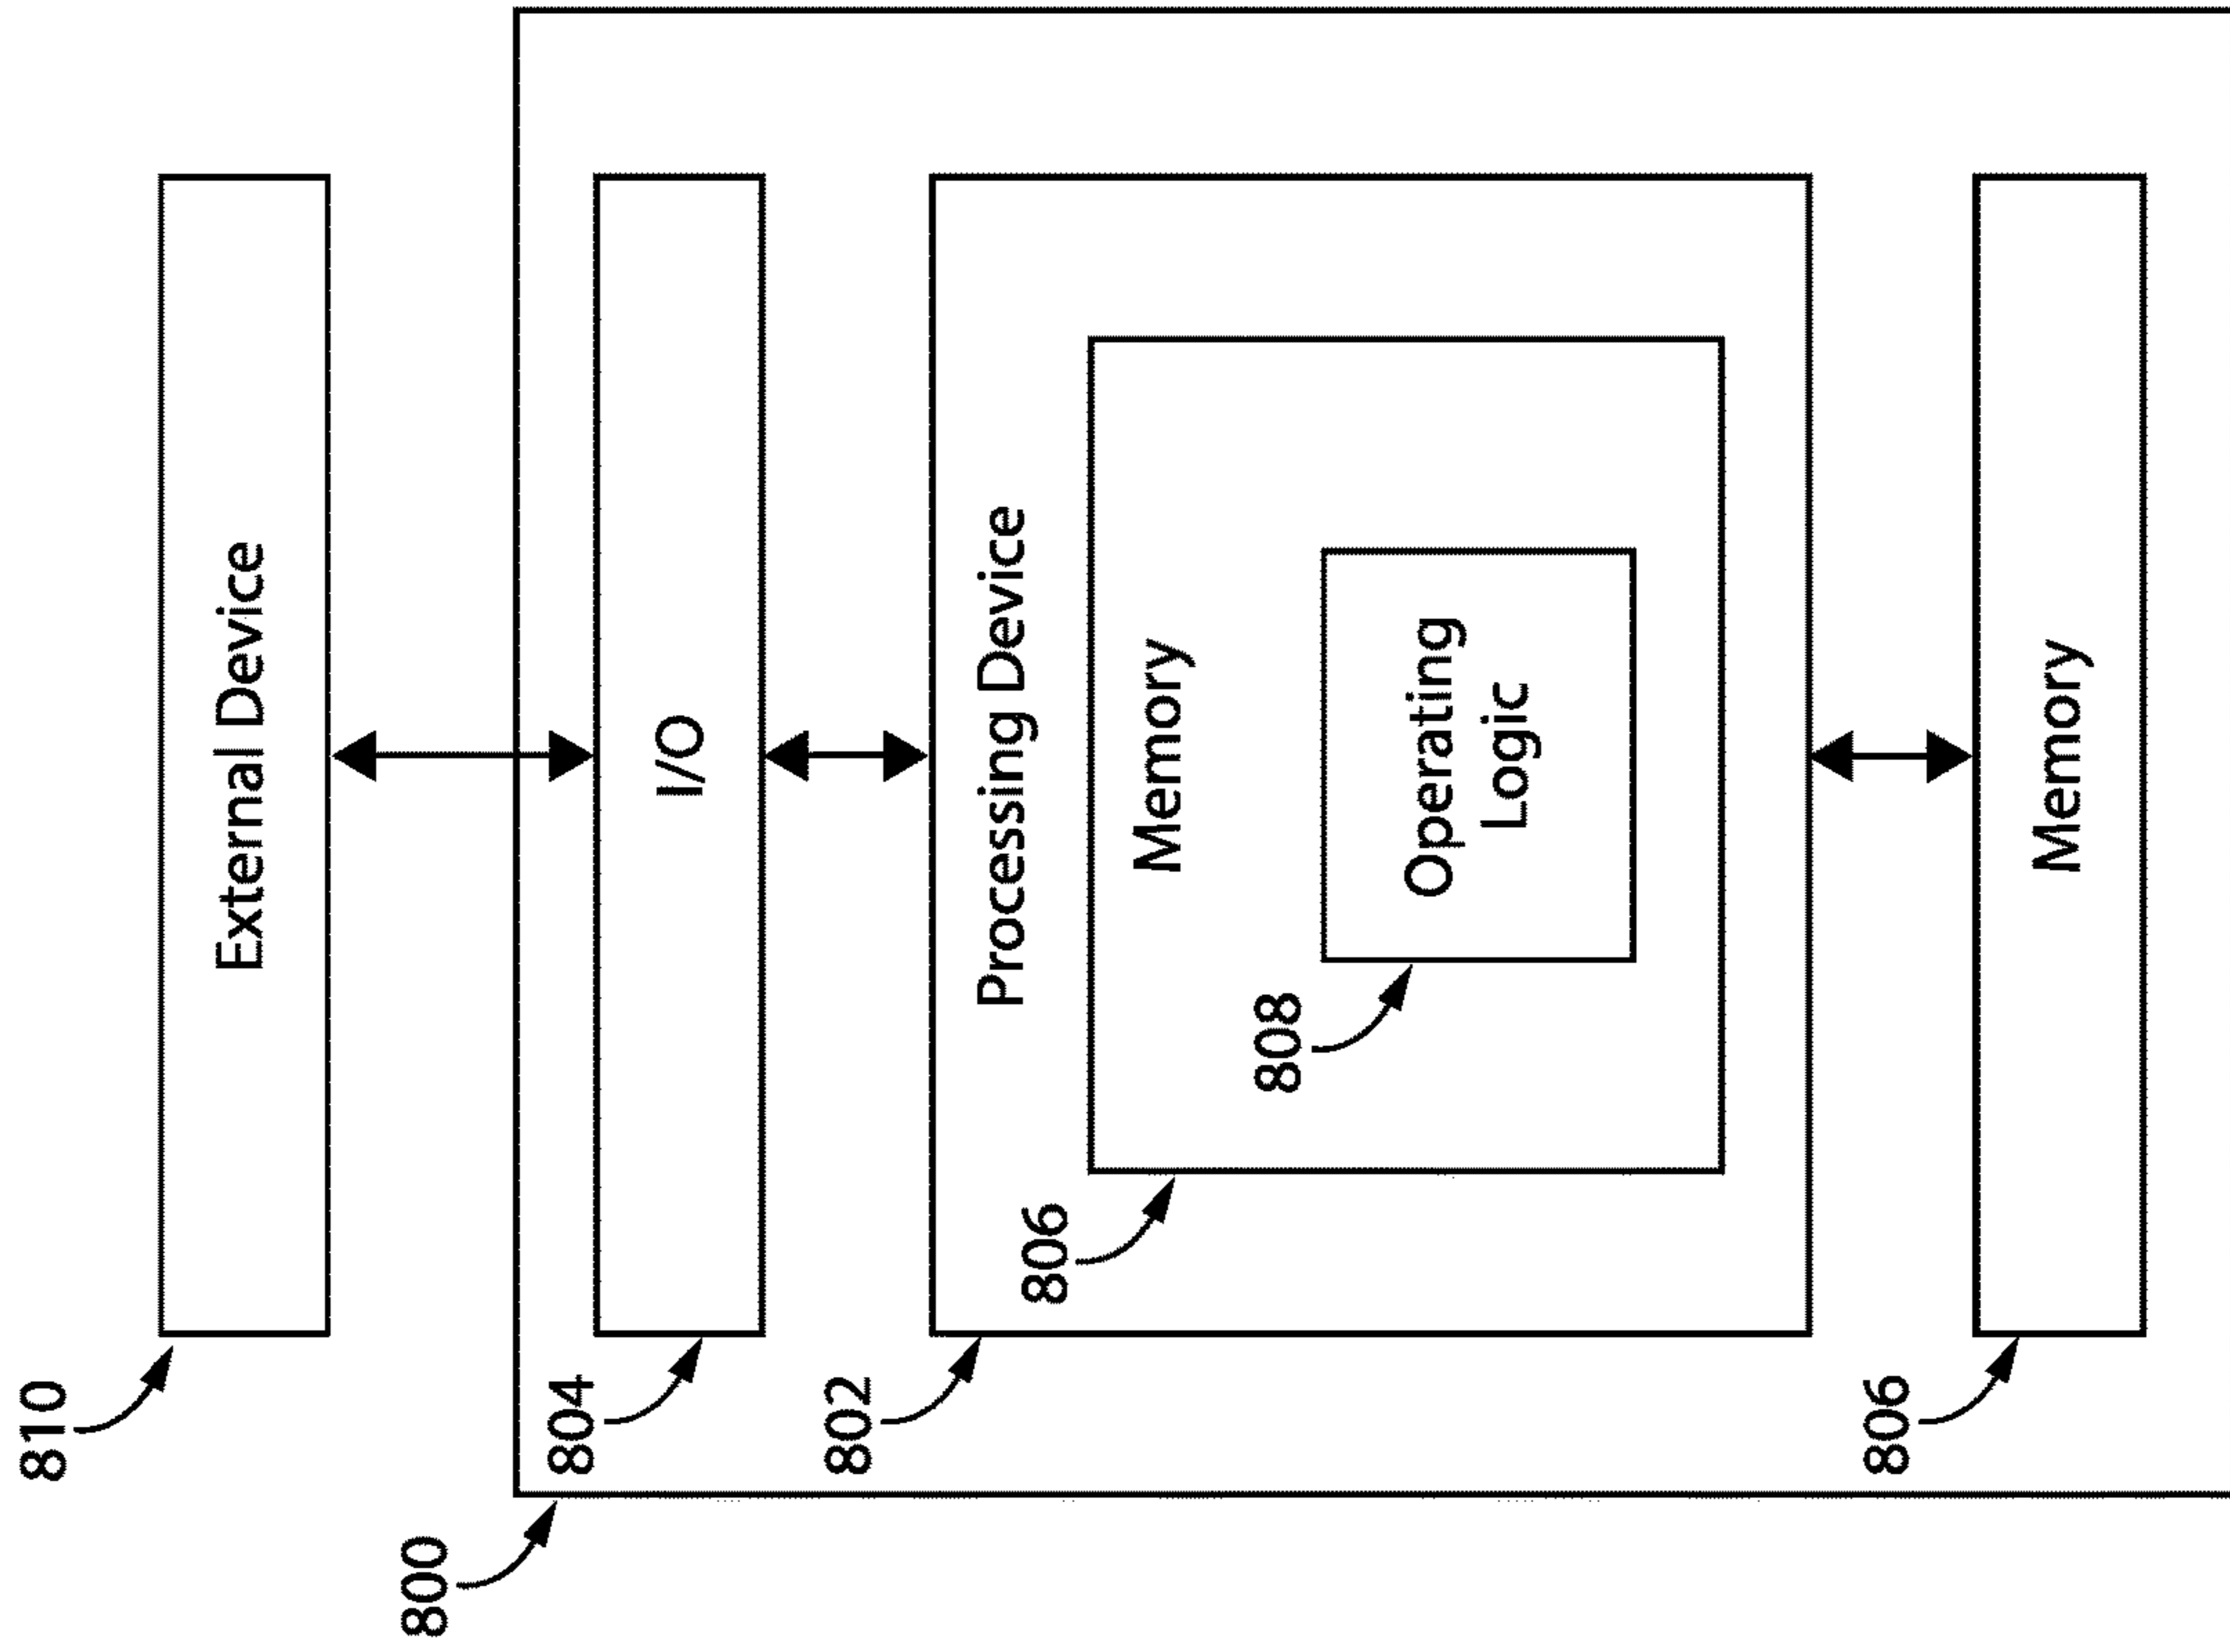 810
External Device
800
804
I/O
802
Processing Device
806
Memory
808
Operating
Logic
806
Memory